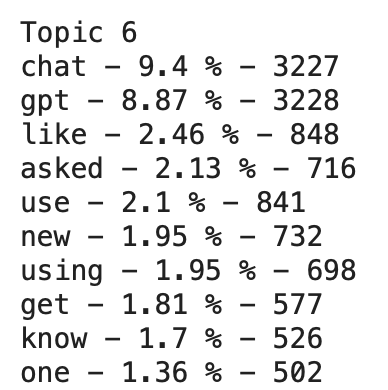 Topic 6
chat – 9.4 % – 3227
gpt – 8.87 % – 3228
like – 2.46 % – 848
asked – 2.13 % – 716
use – 2.1 % – 841
new – 1.95 % – 732
using – 1.95 % – 698
get – 1.81 % – 577
know – 1.7 % – 526
one – 1.36 % – 502